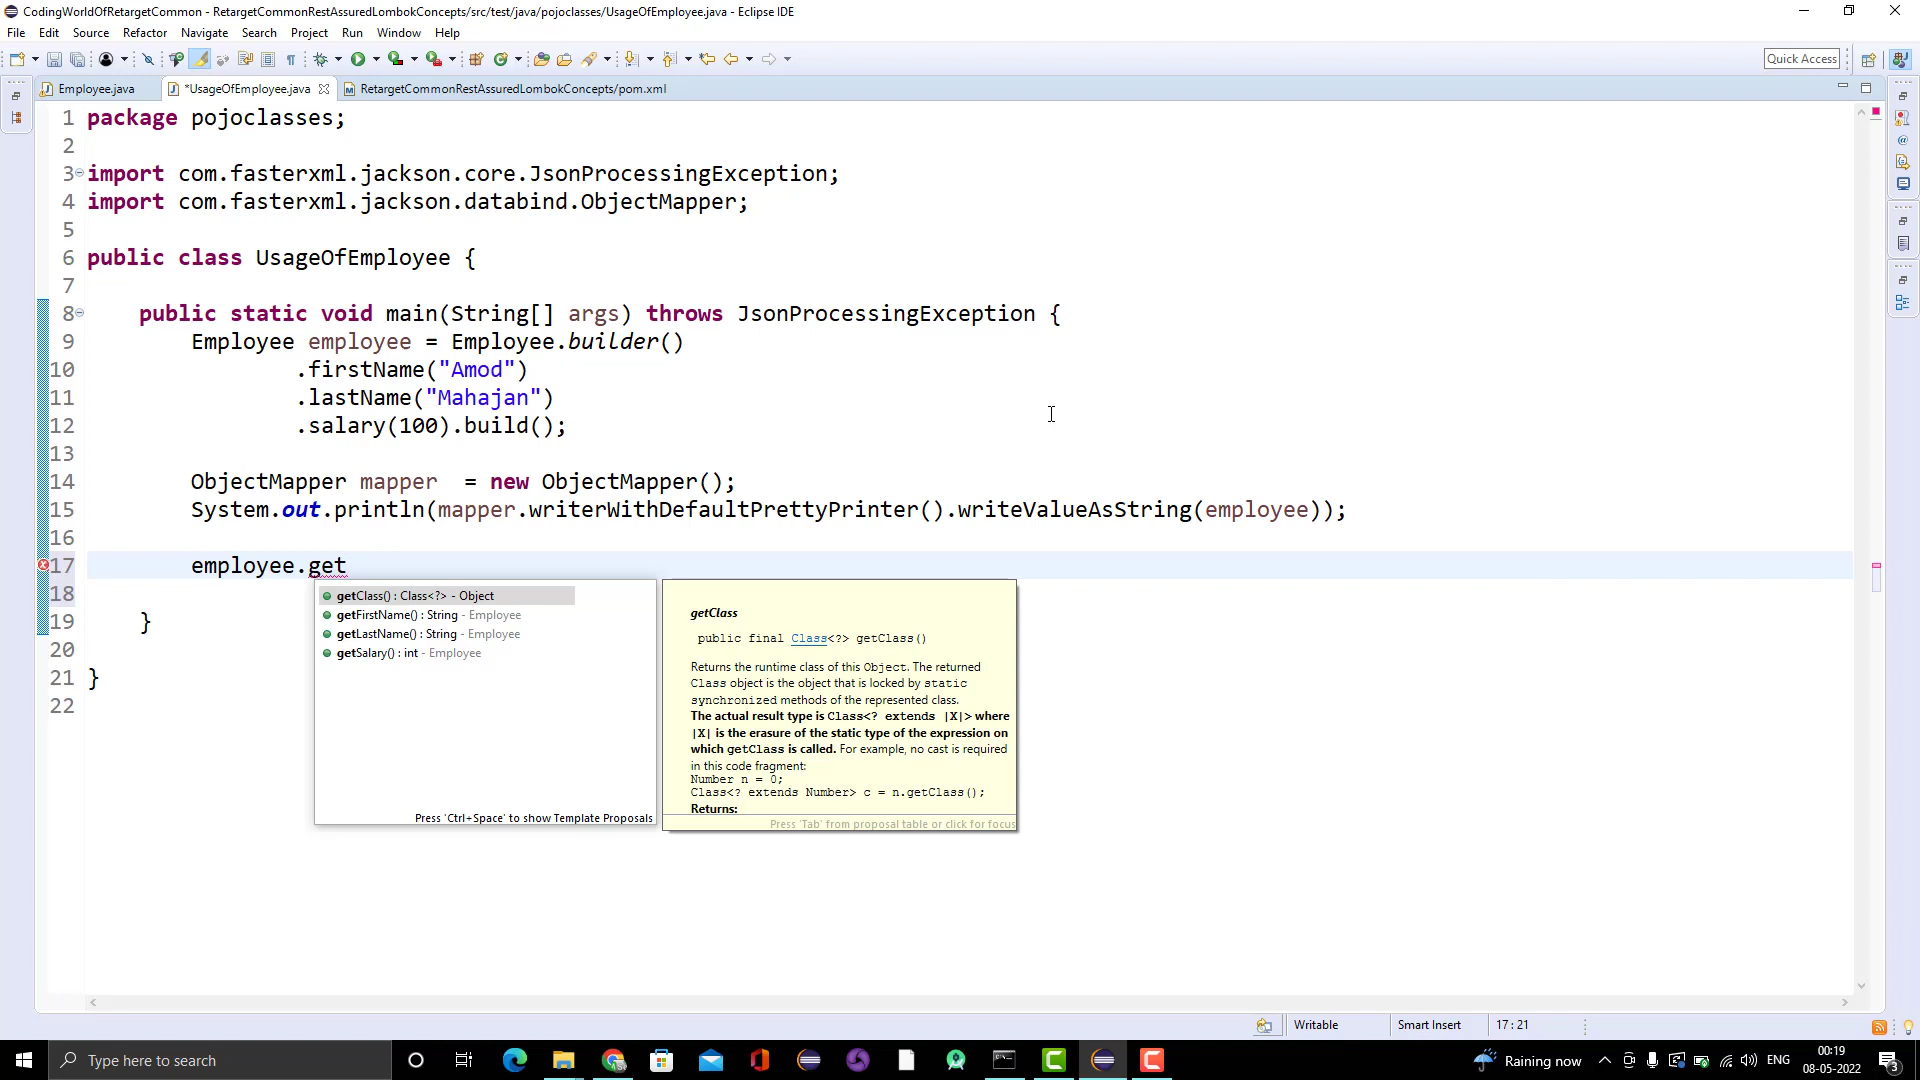 CodingWorldOfRetargetCommon - RetargetCommonRestAssuredLombokConcepts/src/test/java/pojoclasses/UsageOfEmployee.java - Eclipse IDE
File Edit Source Refactor Navigate Search Project Run Window Help
Quick Access
Employee.java *UsageOfEmployee.java RetargetCommonRestAssuredLombokConcepts/pom.xml
1 package pojoclasses;
2
3 import com.fasterxml.jackson.core.JsonProcessingException;
4 import com.fasterxml.jackson.databind.ObjectMapper;
5
6 public class UsageOfEmployee {
7
8 public static void main(String[] args) throws JsonProcessingException {
9 Employee employee = Employee.builder()
10 .firstName("Amod")
11 .lastName("Mahajan")
12 .salary(100).build();
13
14 ObjectMapper mapper  = new ObjectMapper();
15 System.out.println(mapper.writerWithDefaultPrettyPrinter().writeValueAsString(employee));
16
17 employee.get
18
19 }
20
21 }
22
getClass() : Class<?> - Object
getFirstName() : String - Employee
getLastName() : String - Employee
getSalary() : int - Employee
Press 'Ctrl+Space' to show Template Proposals
getClass
public final Class<?> getClass()
Returns the runtime class of this Object. The returned
Class object is the object that is locked by static
synchronized methods of the represented class.
The actual result type is Class<? extends |X|> where
|X| is the erasure of the static type of the expression on
which getClass is called. For example, no cast is required
in this code fragment:
Number n = 0;
Class<? extends Number> c = n.getClass();
Returns:
Press 'Tab' from proposal table or click for focus
Writable Smart Insert 17 : 21
Type here to search
Raining now
ENG
00:19
08-05-2022
3